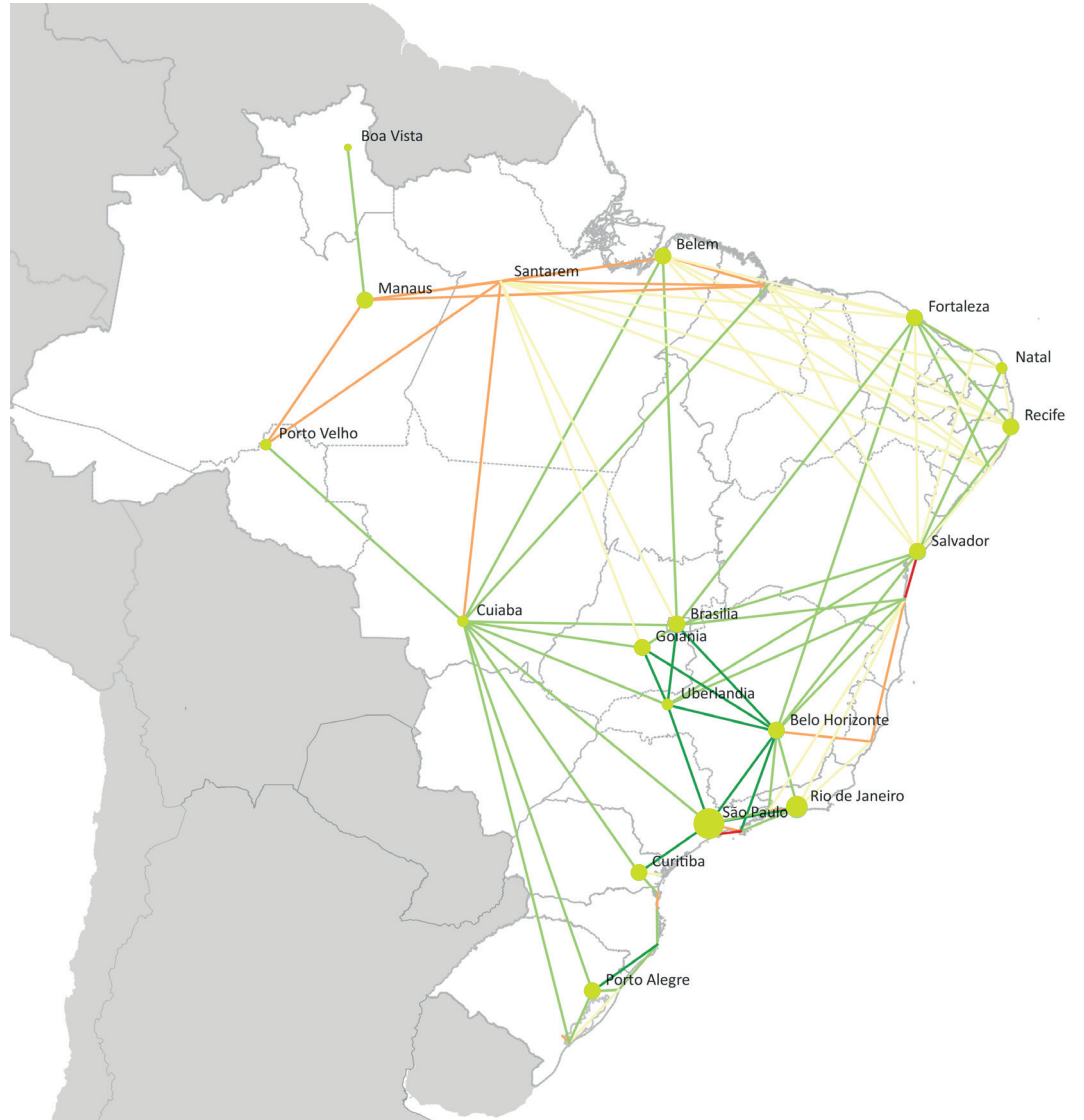 Boa Vista
Belem
Santarem
Manaus
Fortaleza
Natal
Recife
Porto Velho
Salvador
Cuiaba
Brasilia
Goiania
Uberlandia
Belo Horizonte
Rio de Janeiro
São Paulo
Curitiba
Porto Alegre